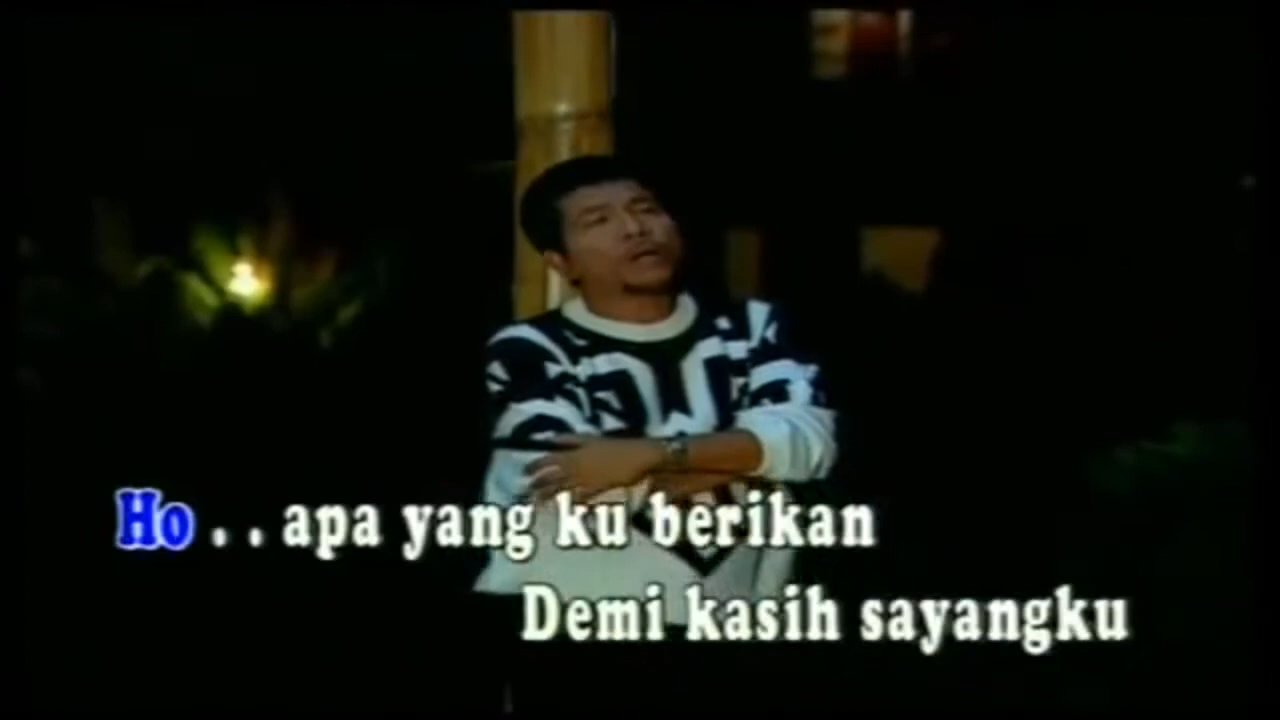 Ho . . apa yang ku berikan
Demi kasih sayangku